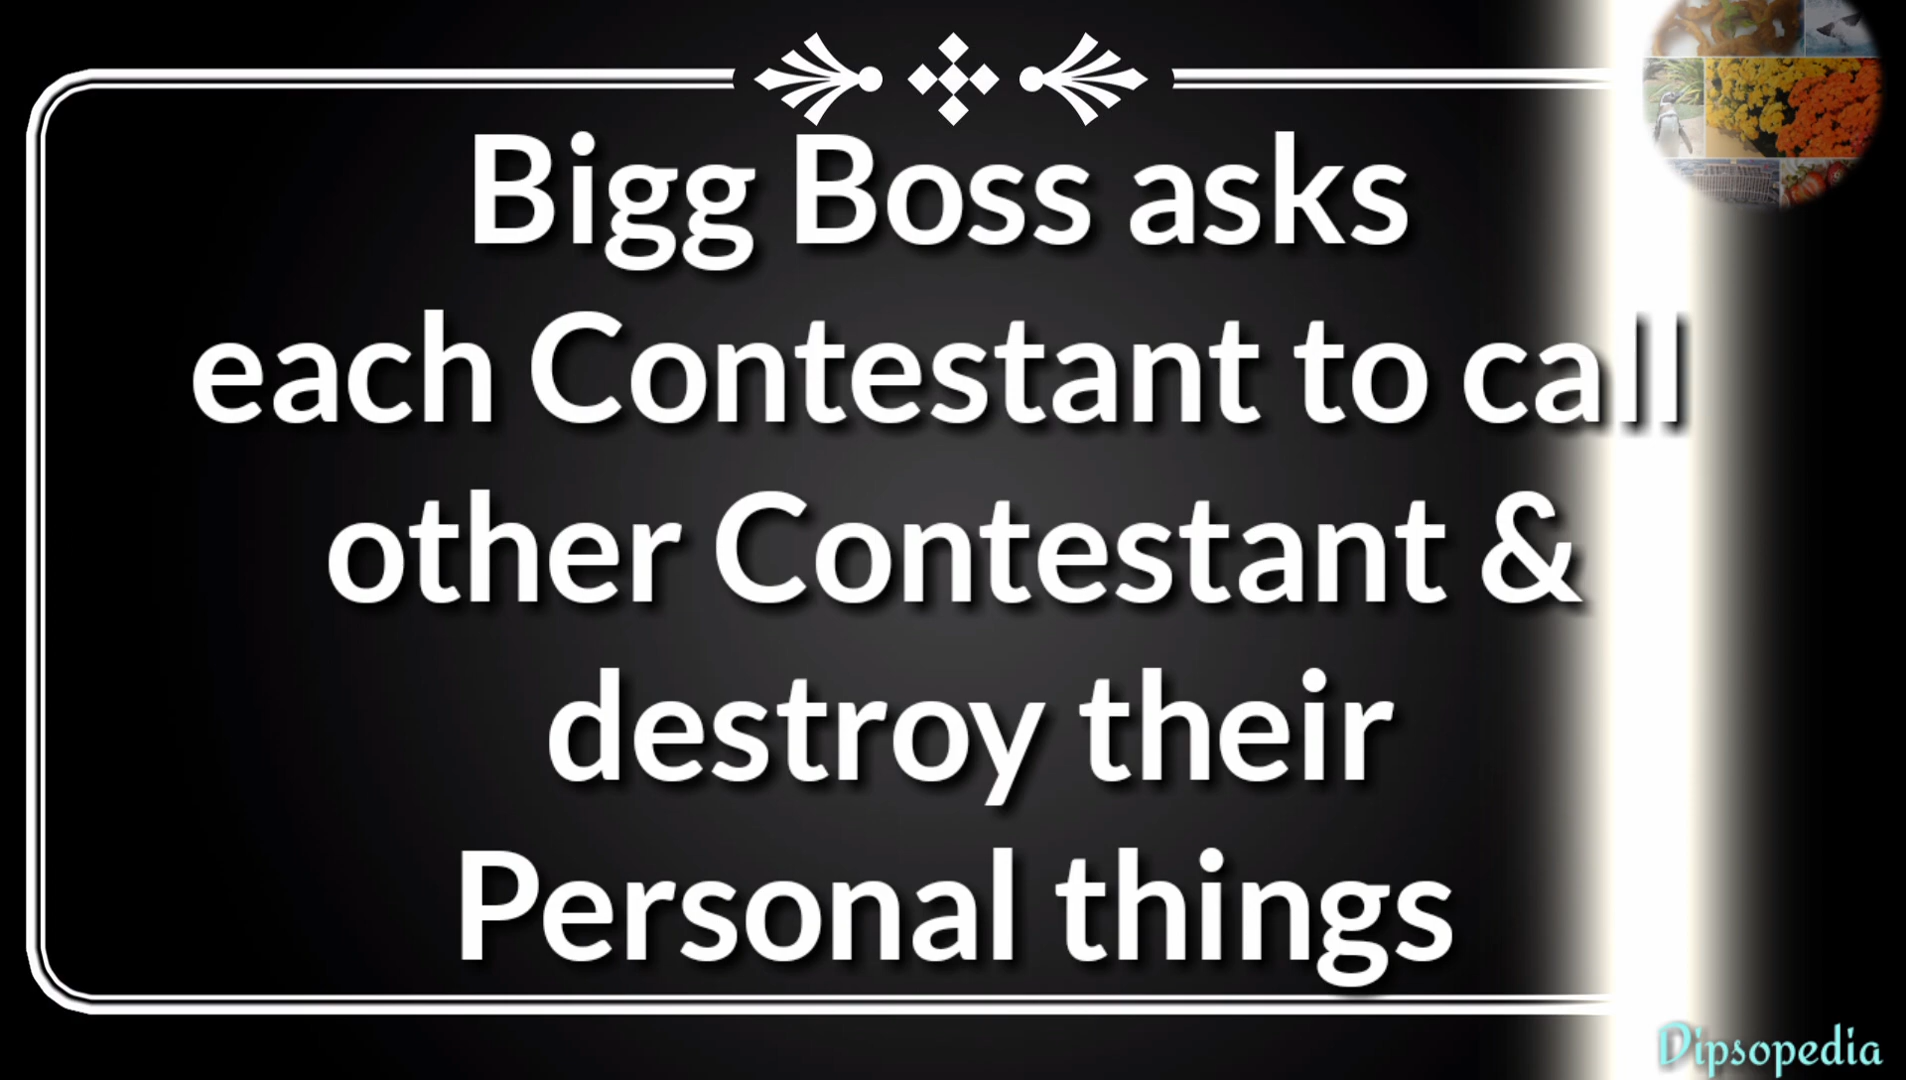 Bigg Boss asks
each Contestant to call
other Contestant &
destroy their
Personal things
Dipsopedia